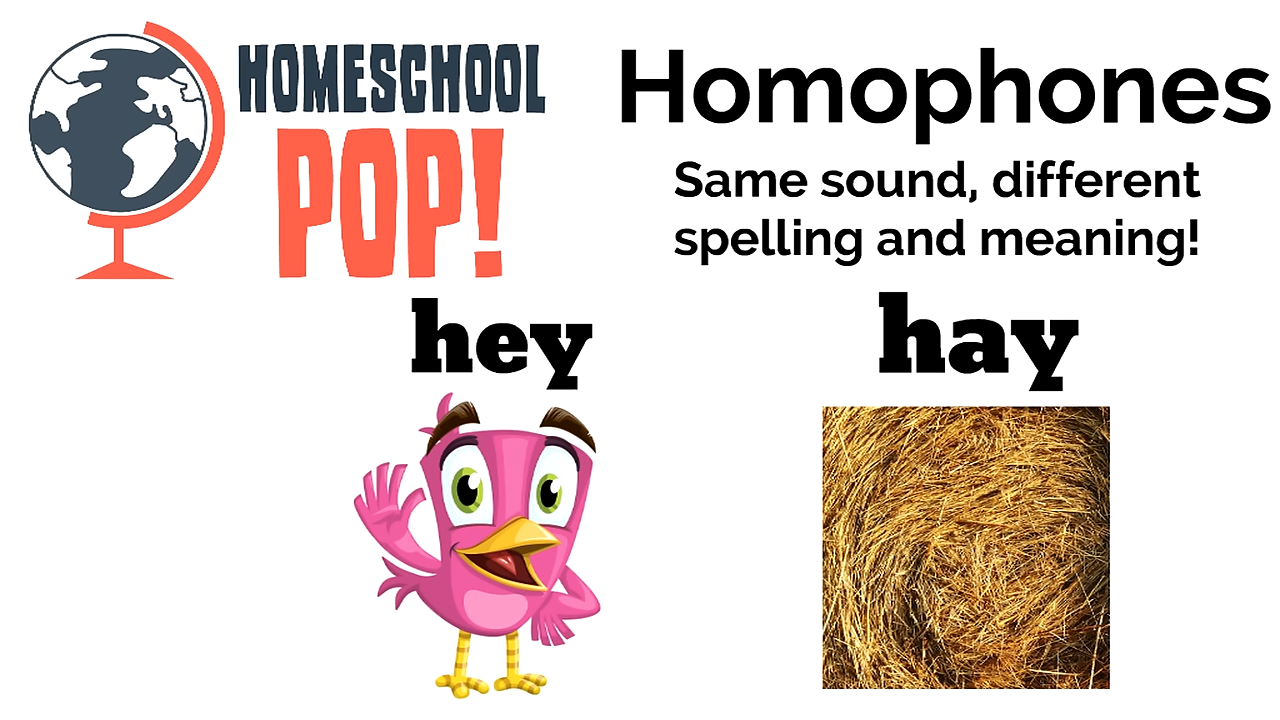 HOMESCHOOL
POP!
Homophones
Same sound, different
spelling and meaning!
hey
hay